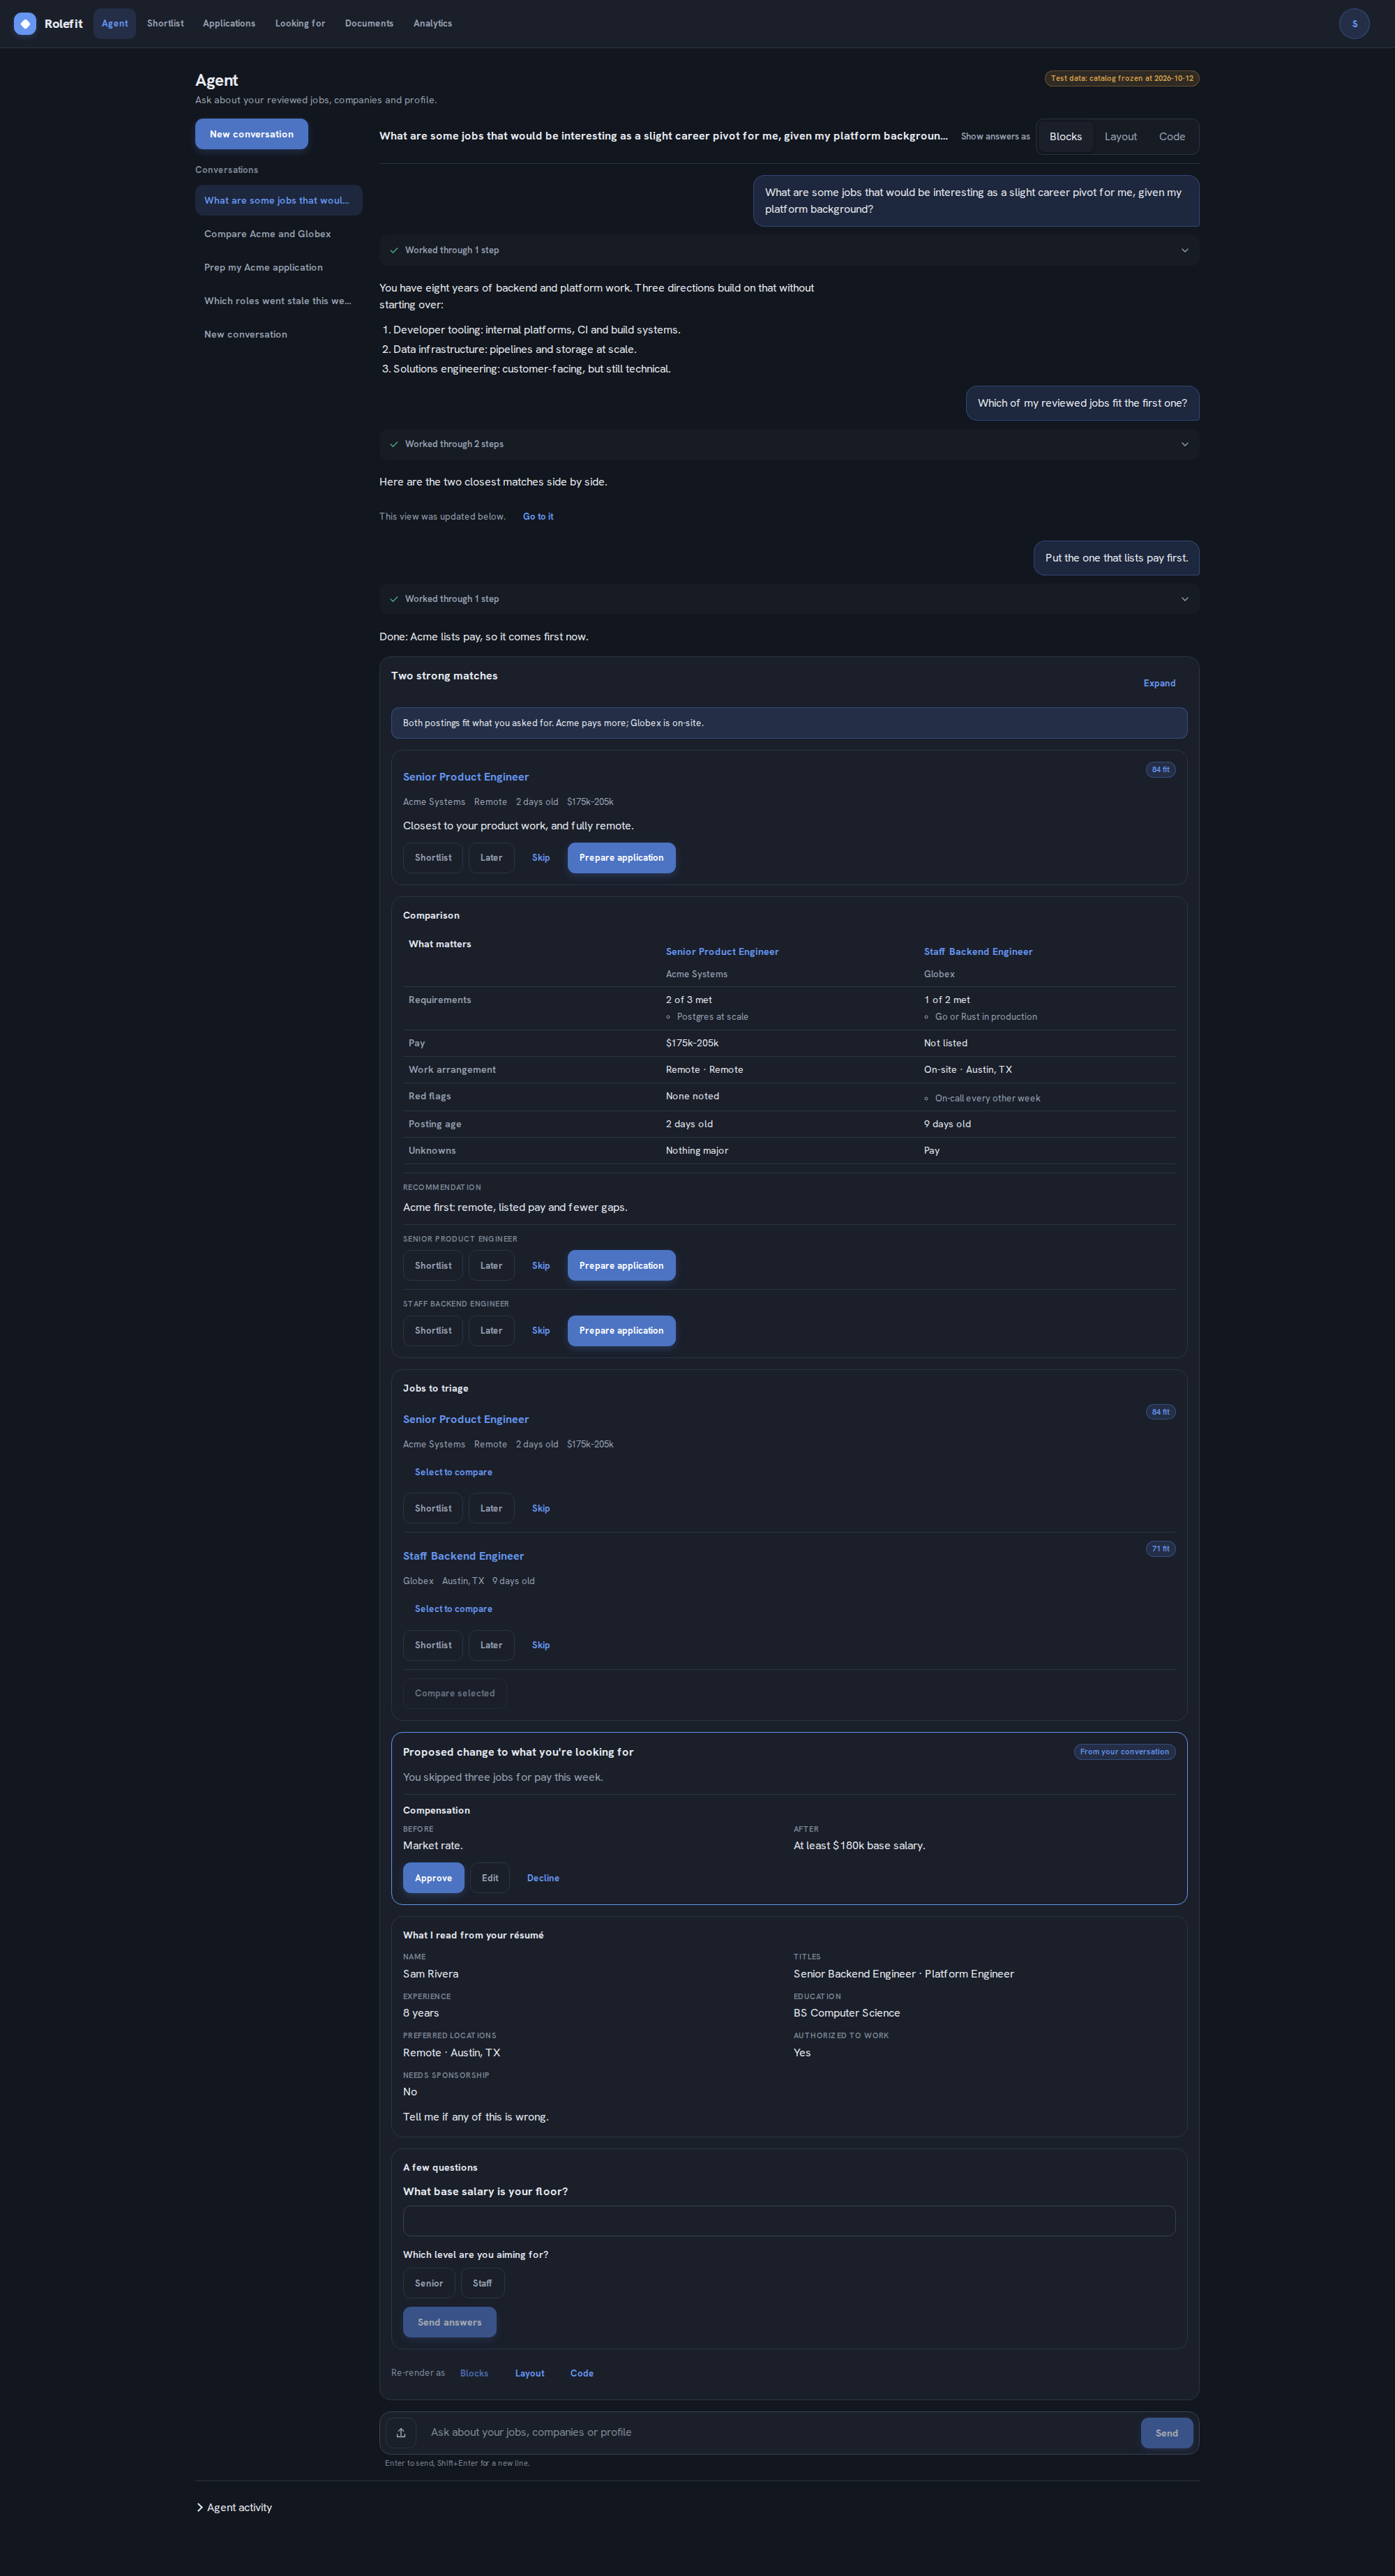 Rolefit
Agent
Shortlist
Applications
Looking for
Documents
Analytics
S
Agent
Test data: catalog frozen at 2026-10-12
Ask about your reviewed jobs, companies and profile.
New conversation
Conversations
What are some jobs that woul...
Compare Acme and Globex
Prep my Acme application
Which roles went stale this we...
New conversation
What are some jobs that would be interesting as a slight career pivot for me, given my platform backgroun...
Show answers as
Blocks
Layout
Code
What are some jobs that would be interesting as a slight career pivot for me, given my
platform background?
Worked through 1 step
You have eight years of backend and platform work. Three directions build on that without
starting over:
1. Developer tooling: internal platforms, CI and build systems.
2. Data infrastructure: pipelines and storage at scale.
3. Solutions engineering: customer-facing, but still technical.
Which of my reviewed jobs fit the first one?
Worked through 2 steps
Here are the two closest matches side by side.
This view was updated below. Go to it
Put the one that lists pay first.
Worked through 1 step
Done: Acme lists pay, so it comes first now.
Two strong matches
Expand
Both postings fit what you asked for. Acme pays more; Globex is on-site.
Senior Product Engineer
84 fit
Acme Systems Remote 2 days old $175k-205k
Closest to your product work, and fully remote.
Shortlist Later Skip Prepare application
Comparison
What matters Senior Product Engineer Staff Backend Engineer
Acme Systems Globex
Requirements 2 of 3 met 1 of 2 met
Postgres at scale Go or Rust in production
Pay $175k-205k Not listed
Work arrangement Remote · Remote On-site · Austin, TX
Red flags None noted On-call every other week
Posting age 2 days old 9 days old
Unknowns Nothing major Pay
RECOMMENDATION
Acme first: remote, listed pay and fewer gaps.
SENIOR PRODUCT ENGINEER
Shortlist Later Skip Prepare application
STAFF BACKEND ENGINEER
Shortlist Later Skip Prepare application
Jobs to triage
Senior Product Engineer
84 fit
Acme Systems Remote 2 days old $175k-205k
Select to compare
Shortlist Later Skip
Staff Backend Engineer
71 fit
Globex Austin, TX 9 days old
Select to compare
Shortlist Later Skip
Compare selected
Proposed change to what you're looking for
From your conversation
You skipped three jobs for pay this week.
Compensation
BEFORE AFTER
Market rate. At least $180k base salary.
Approve Edit Decline
What I read from your résumé
NAME TITLES
Sam Rivera Senior Backend Engineer · Platform Engineer
EXPERIENCE EDUCATION
8 years BS Computer Science
PREFERRED LOCATIONS AUTHORIZED TO WORK
Remote · Austin, TX Yes
NEEDS SPONSORSHIP
No
Tell me if any of this is wrong.
A few questions
What base salary is your floor?
Which level are you aiming for?
Senior Staff
Send answers
Re-render as Blocks Layout Code
Ask about your jobs, companies or profile
Send
Enter to send, Shift+Enter for a new line.
Agent activity